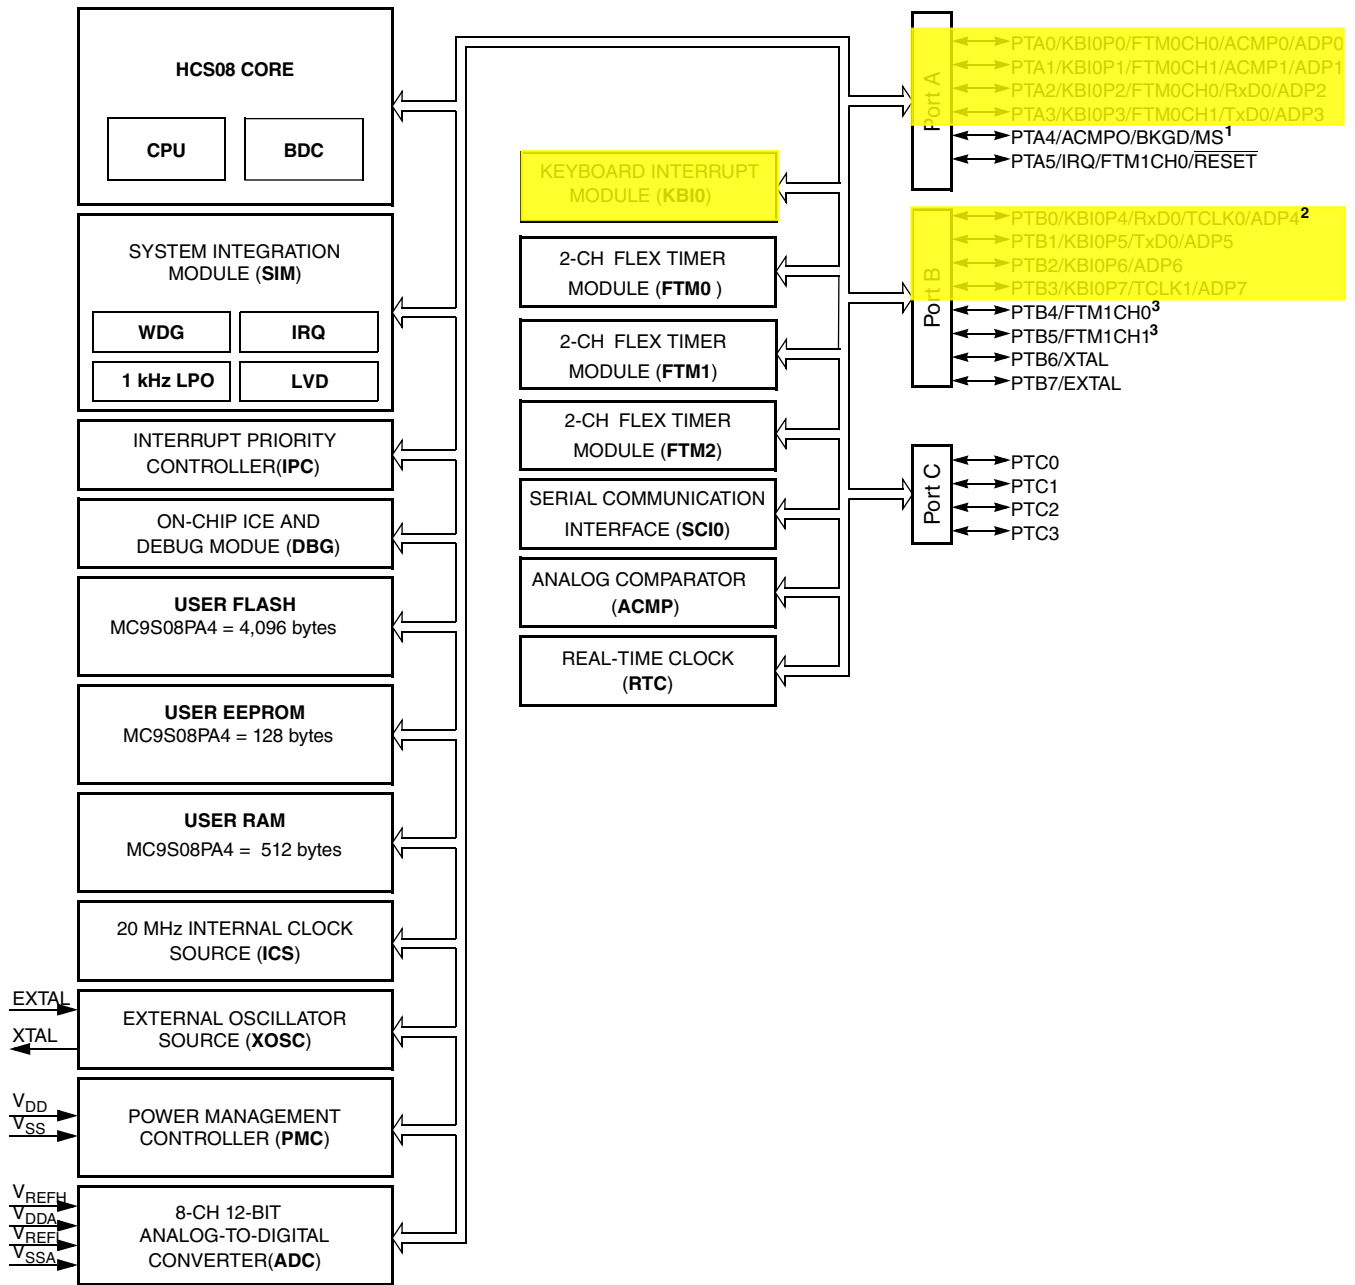 HCS08 CORE
CPU
BDC
SYSTEM INTEGRATION
MODULE (SIM)
WDG
IRQ
1 kHz LPO
LVD
INTERRUPT PRIORITY
CONTROLLER(IPC)
ON-CHIP ICE AND
DEBUG MODUE (DBG)
USER FLASH
MC9S08PA4 = 4,096 bytes
USER EEPROM
MC9S08PA4 = 128 bytes
USER RAM
MC9S08PA4 = 512 bytes
20 MHz INTERNAL CLOCK
SOURCE (ICS)
EXTAL
XTAL
EXTERNAL OSCILLATOR
SOURCE (XOSC)
VDD
VSS
POWER MANAGEMENT
CONTROLLER (PMC)
VREFH
VDDA
VREFL
VSSA
8-CH 12-BIT
ANALOG-TO-DIGITAL
CONVERTER(ADC)
KEYBOARD INTERRUPT
MODULE (KBI0)
2-CH FLEX TIMER
MODULE (FTM0 )
2-CH FLEX TIMER
MODULE (FTM1)
2-CH FLEX TIMER
MODULE (FTM2)
SERIAL COMMUNICATION
INTERFACE (SCI0)
ANALOG COMPARATOR
(ACMP)
REAL-TIME CLOCK
(RTC)
Port A
PTA0/KBI0P0/FTM0CH0/ACMP0/ADP0
PTA1/KBI0P1/FTM0CH1/ACMP1/ADP1
PTA2/KBI0P2/FTM0CH0/RxD0/ADP2
PTA3/KBI0P3/FTM0CH1/TxD0/ADP3
PTA4/ACMPO/BKGD/MS1
PTA5/IRQ/FTM1CH0/RESET
Port B
PTB0/KBI0P4/RxD0/TCLK0/ADP42
PTB1/KBI0P5/TxD0/ADP5
PTB2/KBI0P6/ADP6
PTB3/KBI0P7/TCLK1/ADP7
PTB4/FTM1CH03
PTB5/FTM1CH13
PTB6/XTAL
PTB7/EXTAL
Port C
PTC0
PTC1
PTC2
PTC3